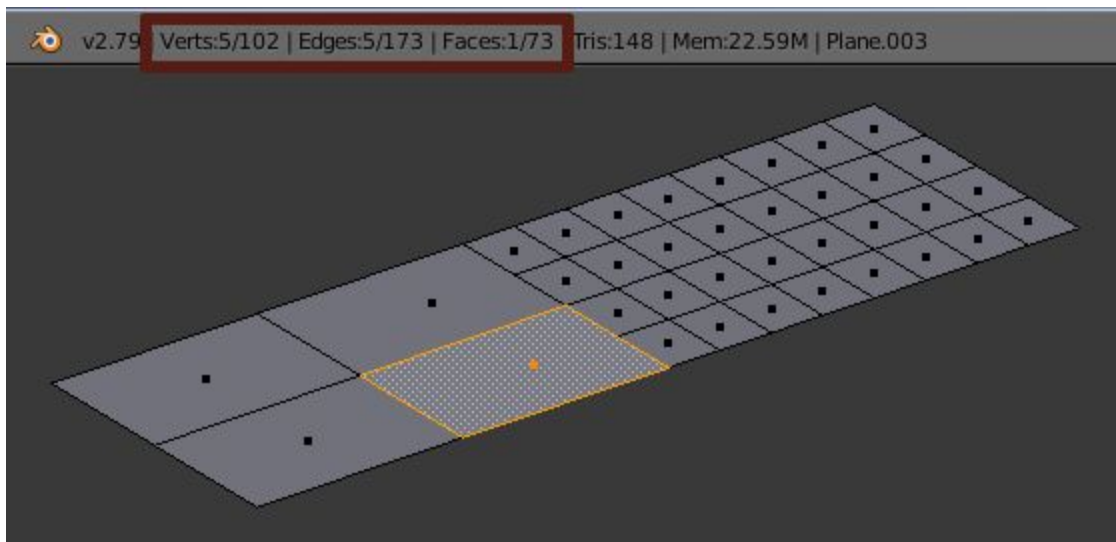 v2.79 | Verts:5/102 | Edges:5/173 | Faces:1/73 | Tris:148 | Mem:22.59M | Plane.003